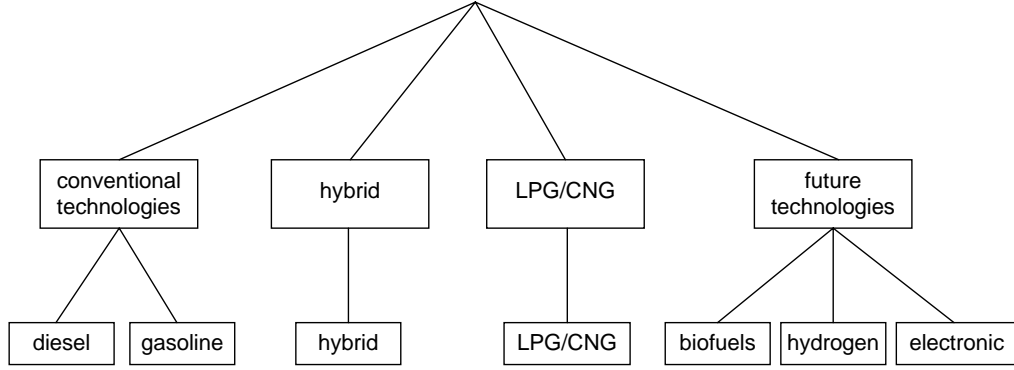 conventional
technologies
hybrid
LPG/CNG
future
technologies
diesel
gasoline
hybrid
LPG/CNG
biofuels
hydrogen
electronic